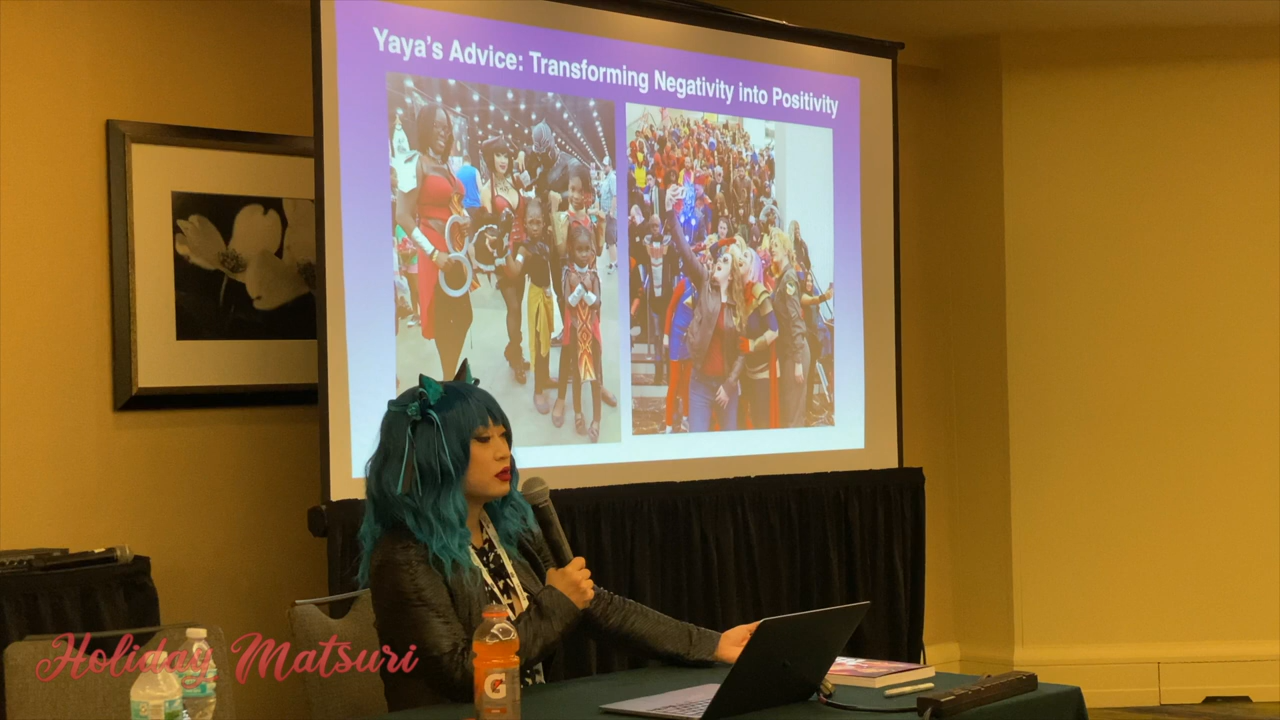 Yaya's Advice: Transforming Negativity into Positivity
Holiday Matsuri
G